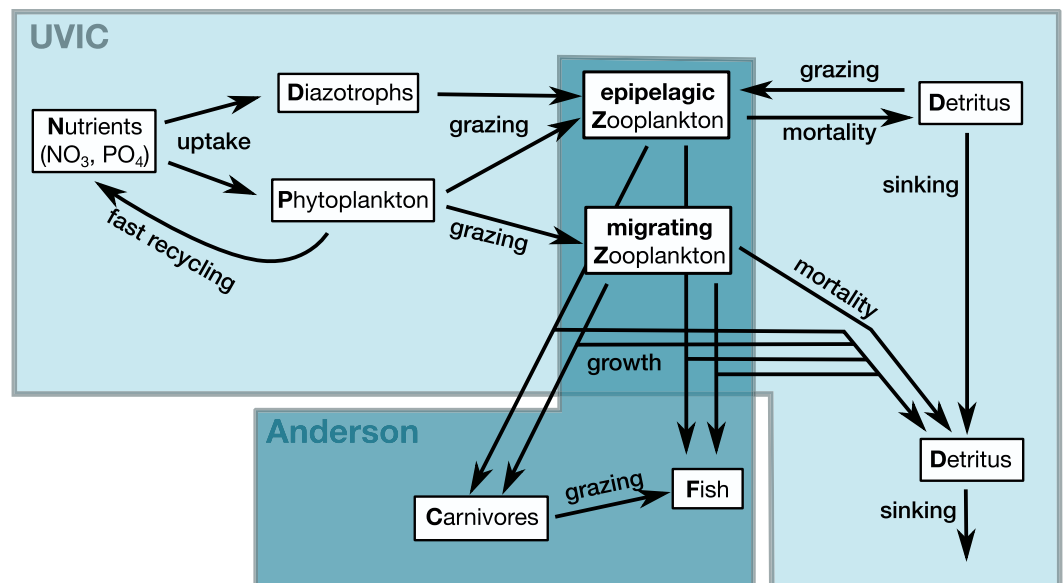 UVIC
Diazotrophs
Nutrients
(NO₃, PO₄)
uptake
Phytoplankton
fast recycling
grazing
grazing
epipelagic
Zooplankton
migrating
Zooplankton
grazing
mortality
Detritus
sinking
mortality
growth
Anderson
Carnivores
grazing
Fish
Detritus
sinking